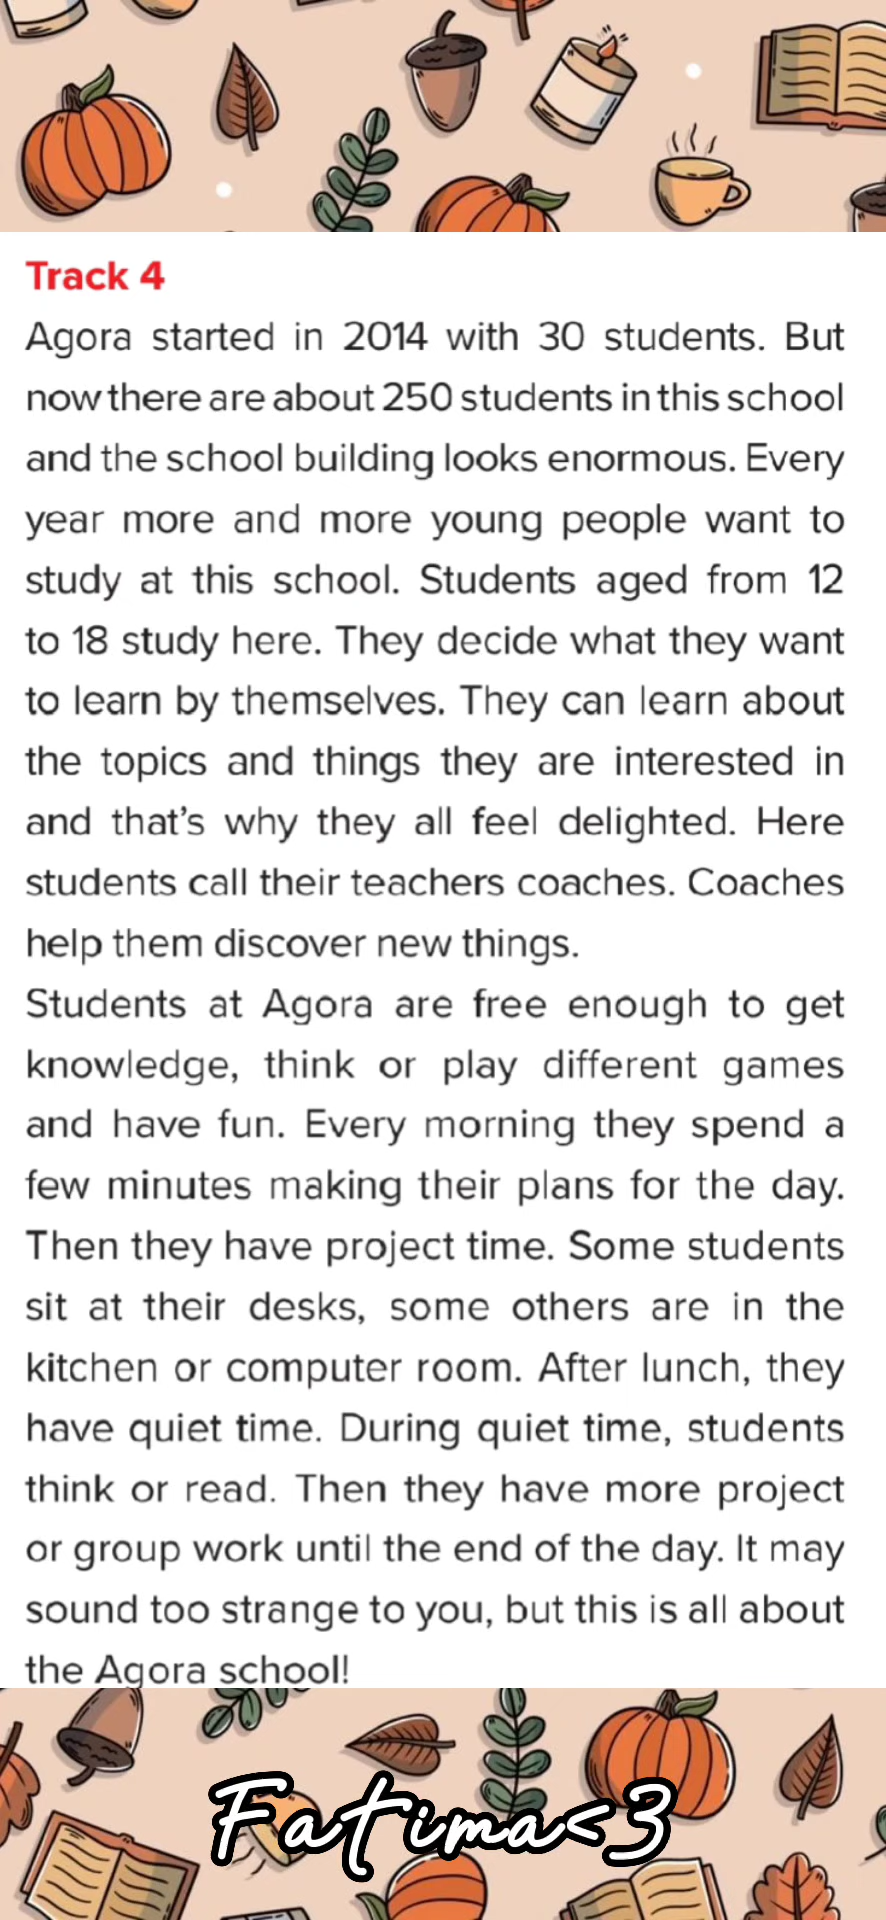 Track 4
Agora started in 2014 with 30 students. But
now there are about 250 students in this school
and the school building looks enormous. Every
year more and more young people want to
study at this school. Students aged from 12
to 18 study here. They decide what they want
to learn by themselves. They can learn about
the topics and things they are interested in
and that’s why they all feel delighted. Here
students call their teachers coaches. Coaches
help them discover new things.
Students at Agora are free enough to get
knowledge, think or play different games
and have fun. Every morning they spend a
few minutes making their plans for the day.
Then they have project time. Some students
sit at their desks, some others are in the
kitchen or computer room. After lunch, they
have quiet time. During quiet time, students
think or read. Then they have more project
or group work until the end of the day. It may
sound too strange to you, but this is all about
the Agora school!
Fatima<3